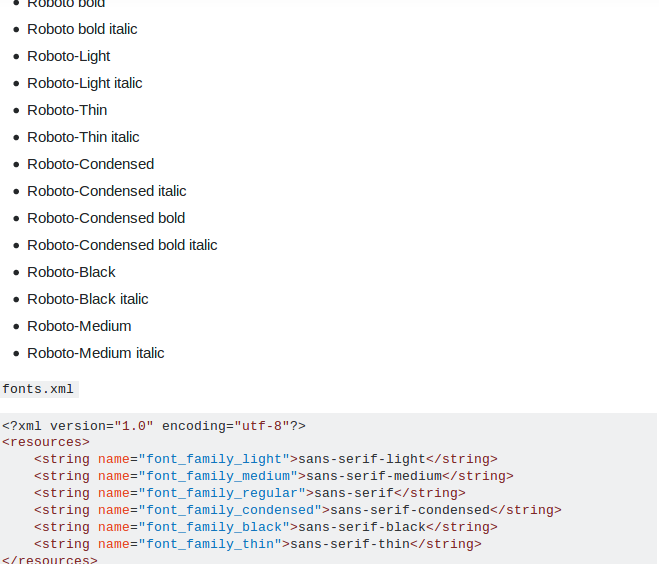 Roboto bold
Roboto bold italic
Roboto-Light
Roboto-Light italic
Roboto-Thin
Roboto-Thin italic
Roboto-Condensed
Roboto-Condensed italic
Roboto-Condensed bold
Roboto-Condensed bold italic
Roboto-Black
Roboto-Black italic
Roboto-Medium
Roboto-Medium italic
fonts.xml
<?xml version="1.0" encoding="utf-8"?>
<resources>
    <string name="font_family_light">sans-serif-light</string>
    <string name="font_family_medium">sans-serif-medium</string>
    <string name="font_family_regular">sans-serif</string>
    <string name="font_family_condensed">sans-serif-condensed</string>
    <string name="font_family_black">sans-serif-black</string>
    <string name="font_family_thin">sans-serif-thin</string>
</resources>